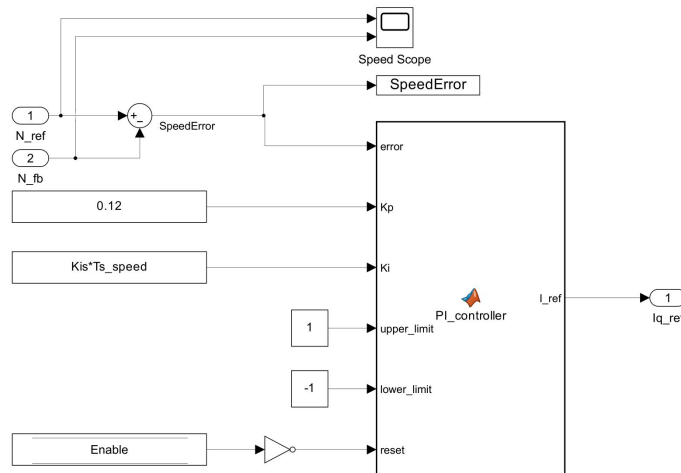 Speed Scope
SpeedError
1
N_ref
+
−
SpeedError
2
N_fb
error
0.12
Kp
Kis*Ts_speed
Ki
I_ref
1
Iq_ref
PI_controller
1
upper_limit
-1
lower_limit
Enable
reset